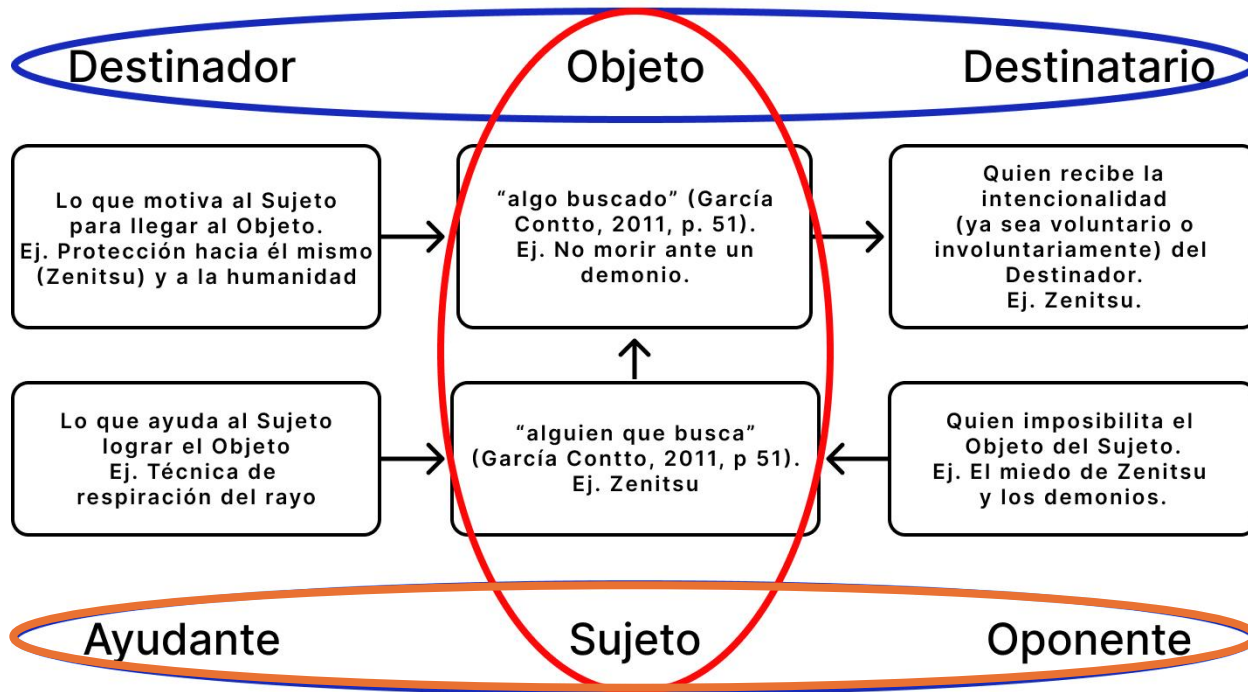 Destinador
Objeto
Destinatario
Lo que motiva al Sujeto
para llegar al Objeto.
Ej. Protección hacia él mismo
(Zenitsu) y a la humanidad
“algo buscado” (García
Contto, 2011, p. 51).
Ej. No morir ante un
demonio.
Quien recibe la
intencionalidad
(ya sea voluntario o
involuntariamente) del
Destinador.
Ej. Zenitsu.
Lo que ayuda al Sujeto
lograr el Objeto
Ej. Técnica de
respiración del rayo
“alguien que busca”
(García Contto, 2011, p 51).
Ej. Zenitsu
Quien imposibilita el
Objeto del Sujeto.
Ej. El miedo de Zenitsu
y los demonios.
Ayudante
Sujeto
Oponente